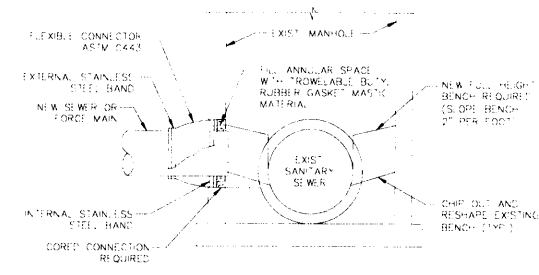 FLEXIBLE CONNECTOR
ASTM C443
EXTERNAL STAINLESS
STEEL BAND
NEW SEWER OR
FORCE MAIN
INTERNAL STAINLESS
STEEL BAND
CORED CONNECTION
REQUIRED
EXIST MANHOLE
FILL ANNULAR SPACE
WITH TROWELABLE BUTYL
RUBBER GASKET MASTIC
MATERIAL
EXIST
SANITARY
SEWER
NEW FULL HEIGHT
BENCH REQUIRED
(SLOPE BENCH
2" PER FOOT)
CHIP OUT AND
RESHAPE EXISTING
BENCH (TYP.)